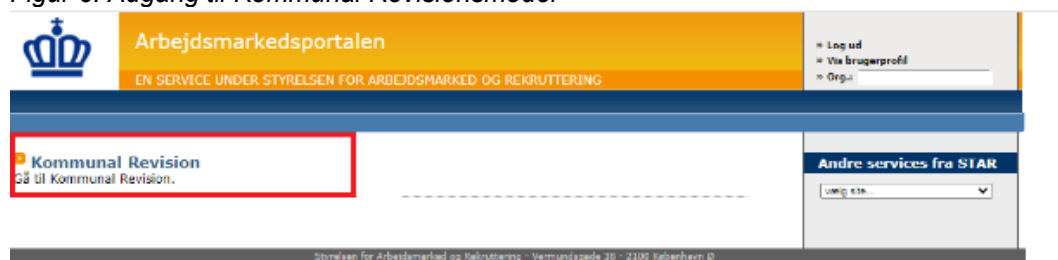 Figur 6: Adgang til Kommunal Revisionsmodel
Arbejdsmarkedsportalen
EN SERVICE UNDER STYRELSEN FOR ARBEJDSMARKED OG REKRUTTERING
» Log ud
» Vis brugerprofil
» Org.:
Kommunal Revision
Gå til Kommunal Revision.
Andre services fra STAR
vælg site..
Styrelsen for Arbejdsmarked og Rekruttering - Vermundsgade 38 - 2100 København Ø